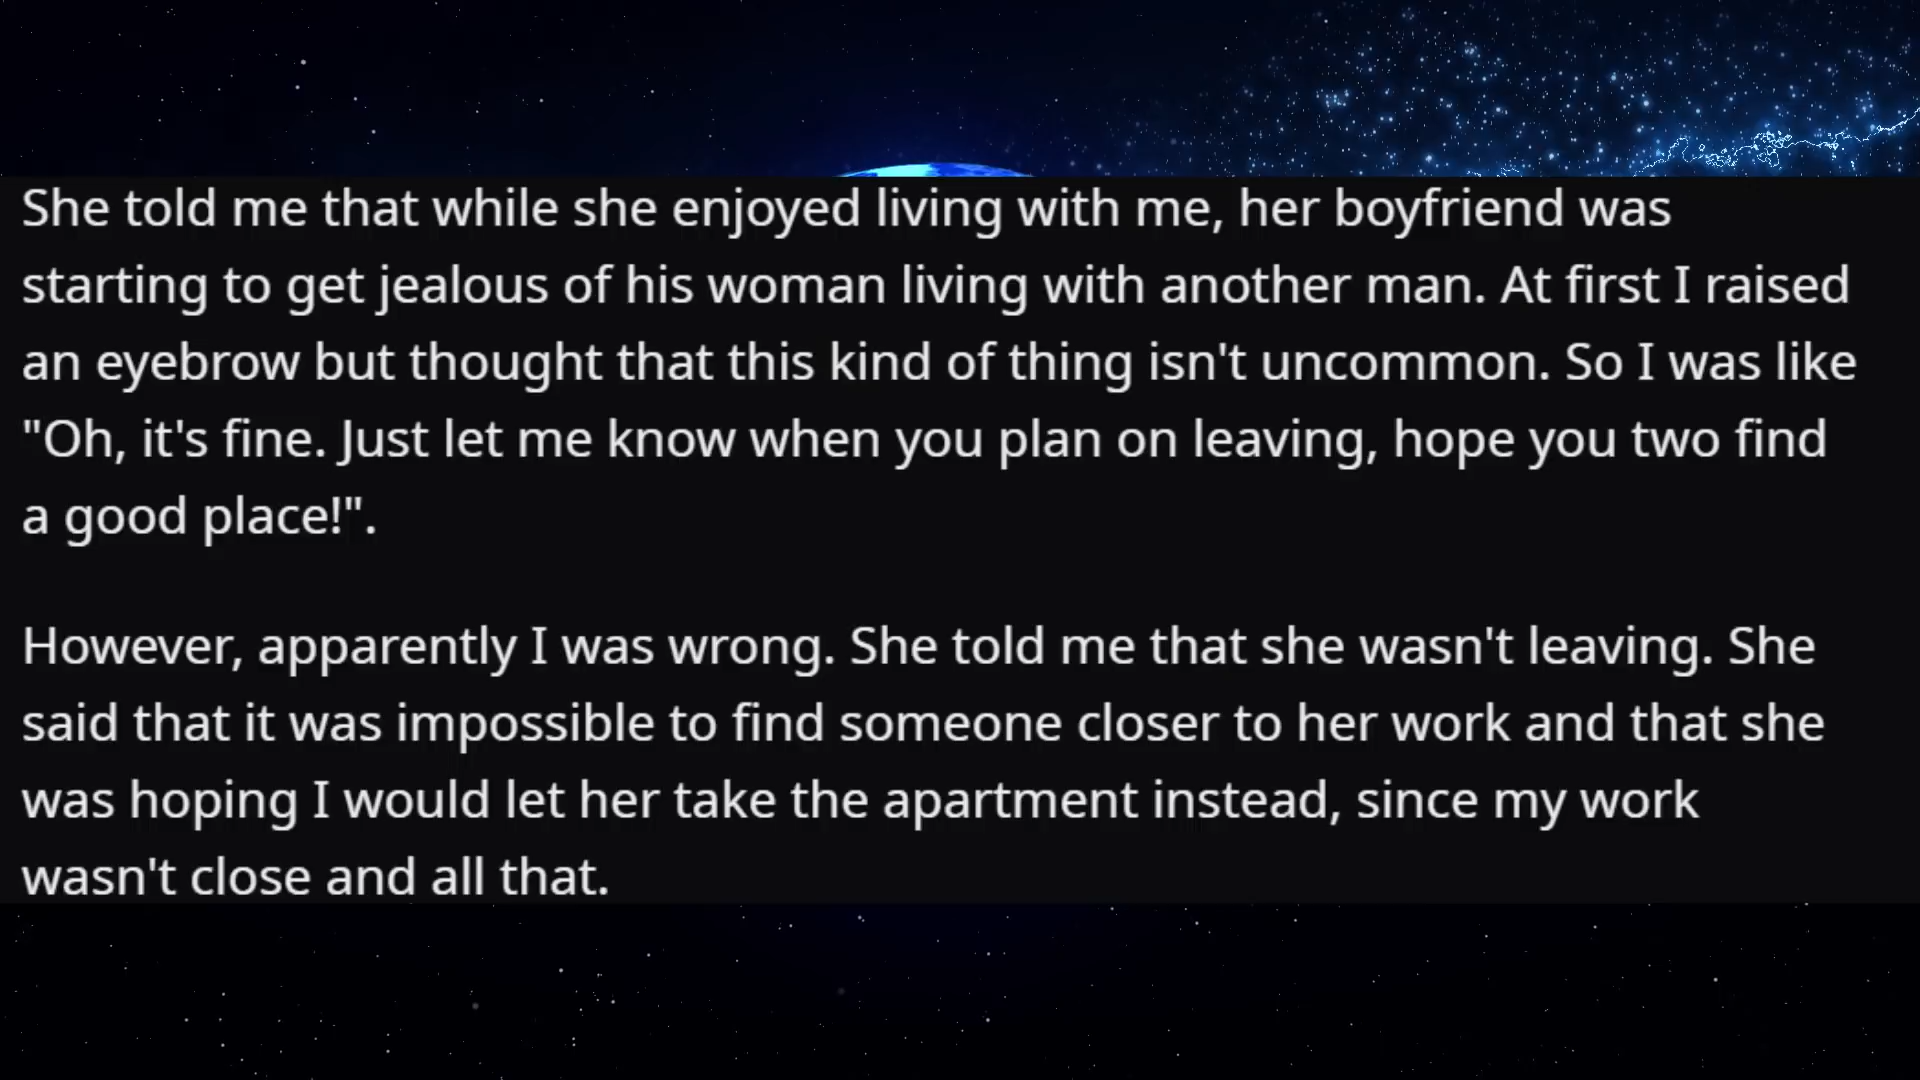 She told me that while she enjoyed living with me, her boyfriend was
starting to get jealous of his woman living with another man. At first I raised
an eyebrow but thought that this kind of thing isn't uncommon. So I was like
"Oh, it's fine. Just let me know when you plan on leaving, hope you two find
a good place!".
However, apparently I was wrong. She told me that she wasn't leaving. She
said that it was impossible to find someone closer to her work and that she
was hoping I would let her take the apartment instead, since my work
wasn't close and all that.